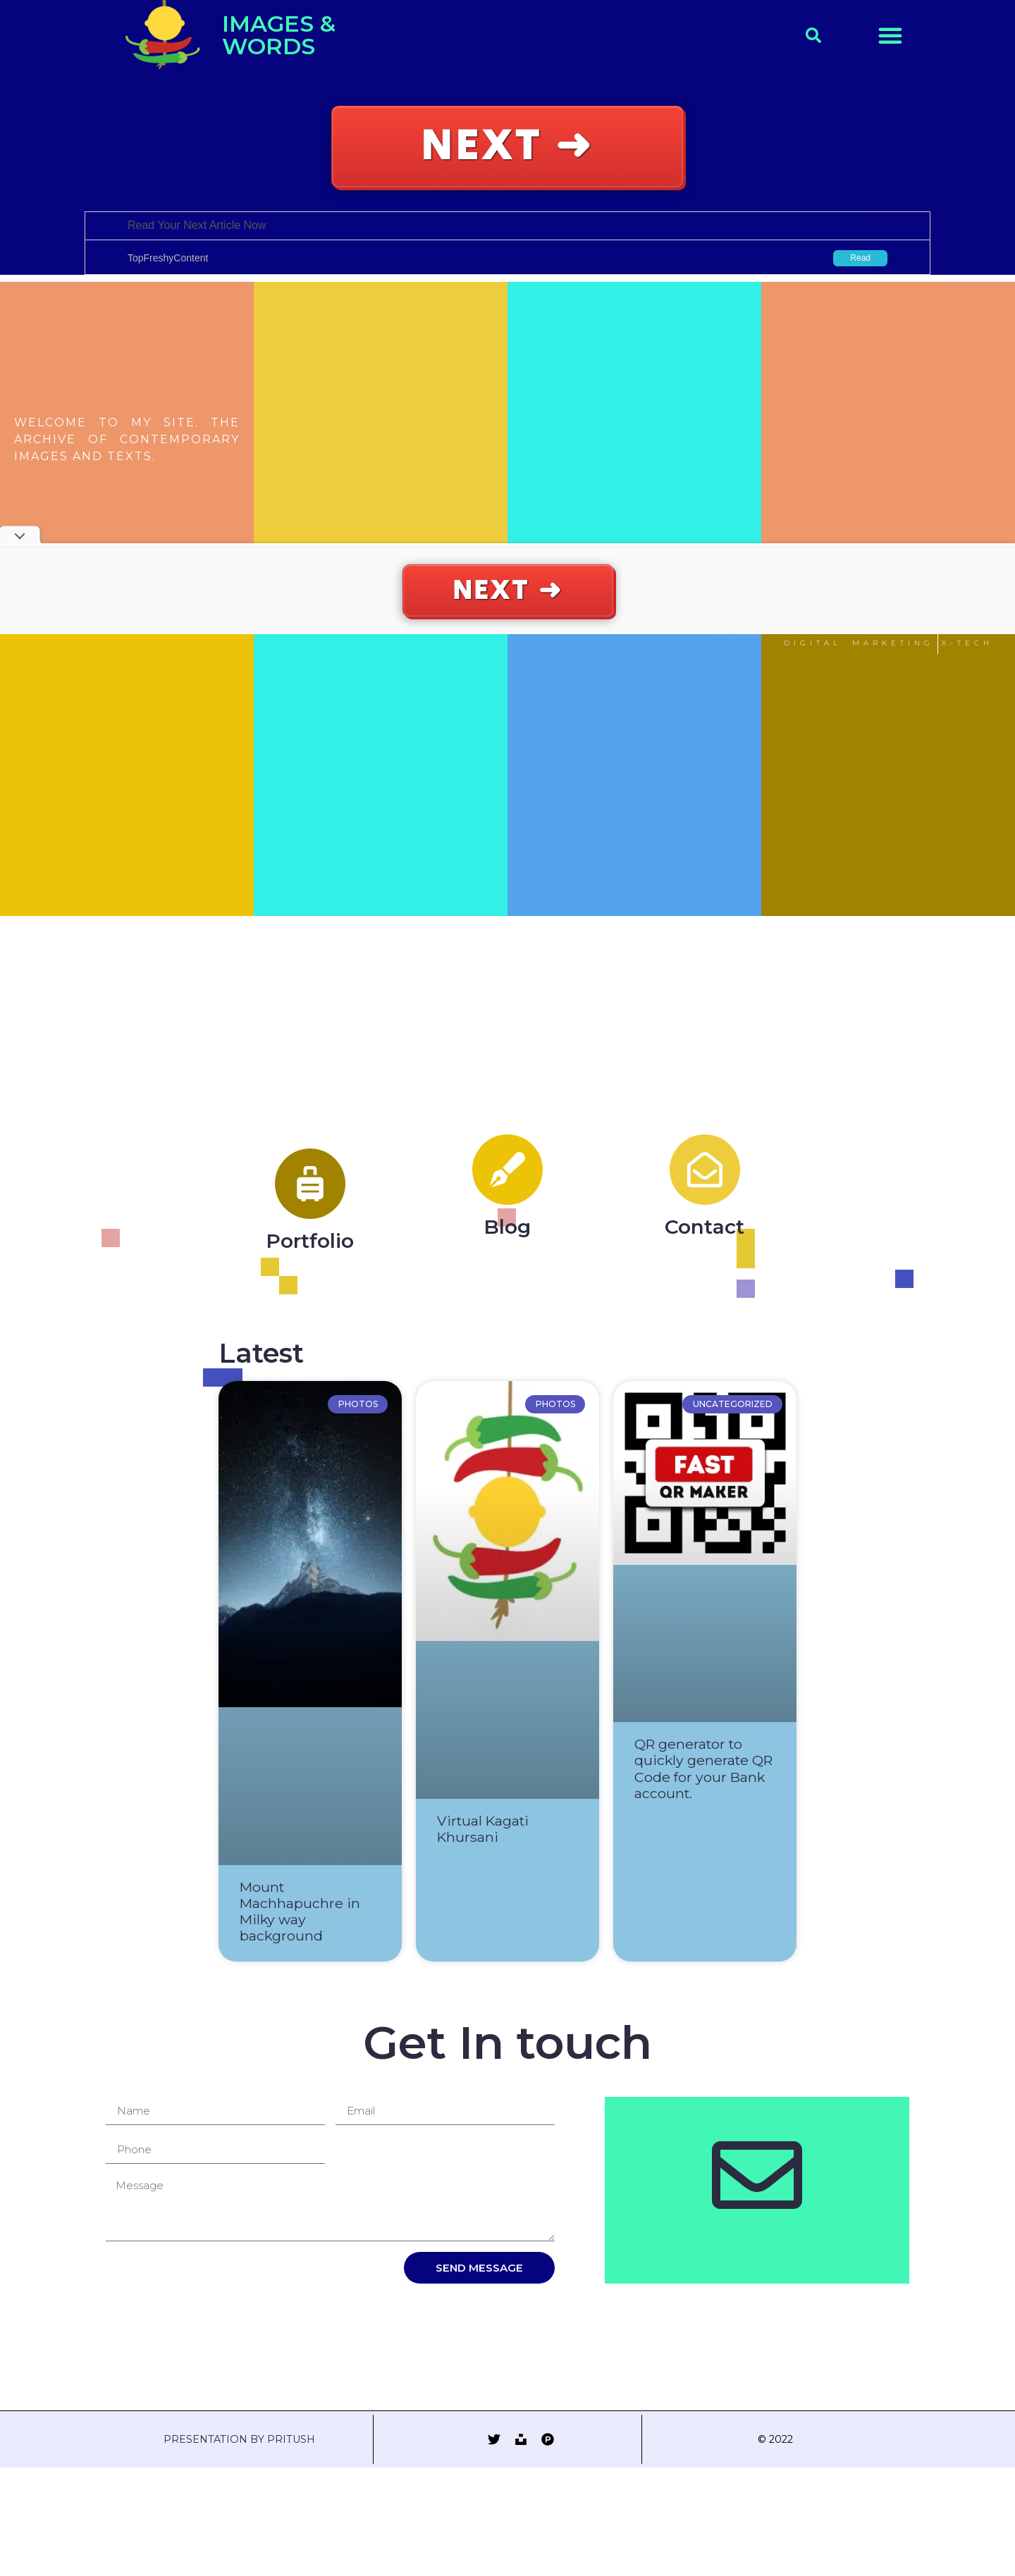 IMAGES &
WORDS
NEXT ➜
Read Your Next Article Now
TopFreshyContent
Read
WELCOME TO MY SITE. THE
ARCHIVE OF CONTEMPORARY
IMAGES AND TEXTS.
NEXT ➜
DIGITAL MARKETING
X-TECH
Portfolio
Blog
Contact
Latest
PHOTOS
Mount
Machhapuchre in
Milky way
background
PHOTOS
Virtual Kagati
Khursani
UNCATEGORIZED
FAST
QR MAKER
QR generator to
quickly generate QR
Code for your Bank
account.
Get In touch
Name
Email
Phone
Message
SEND MESSAGE
PRESENTATION BY PRITUSH
© 2022